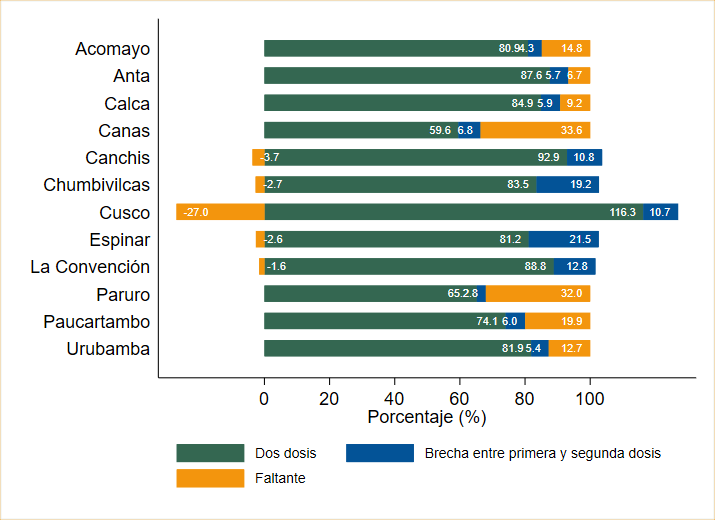 Acomayo 80.9 4.3 14.8
Anta 87.6 5.7 6.7
Calca 84.9 5.9 9.2
Canas 59.6 6.8 33.6
Canchis -3.7 92.9 10.8
Chumbivilcas -2.7 83.5 19.2
Cusco -27.0 116.3 10.7
Espinar -2.6 81.2 21.5
La Convención -1.6 88.8 12.8
Paruro 65.2 2.8 32.0
Paucartambo 74.1 6.0 19.9
Urubamba 81.9 5.4 12.7
0 20 40 60 80 100
Porcentaje (%)
Dos dosis Brecha entre primera y segunda dosis
Faltante